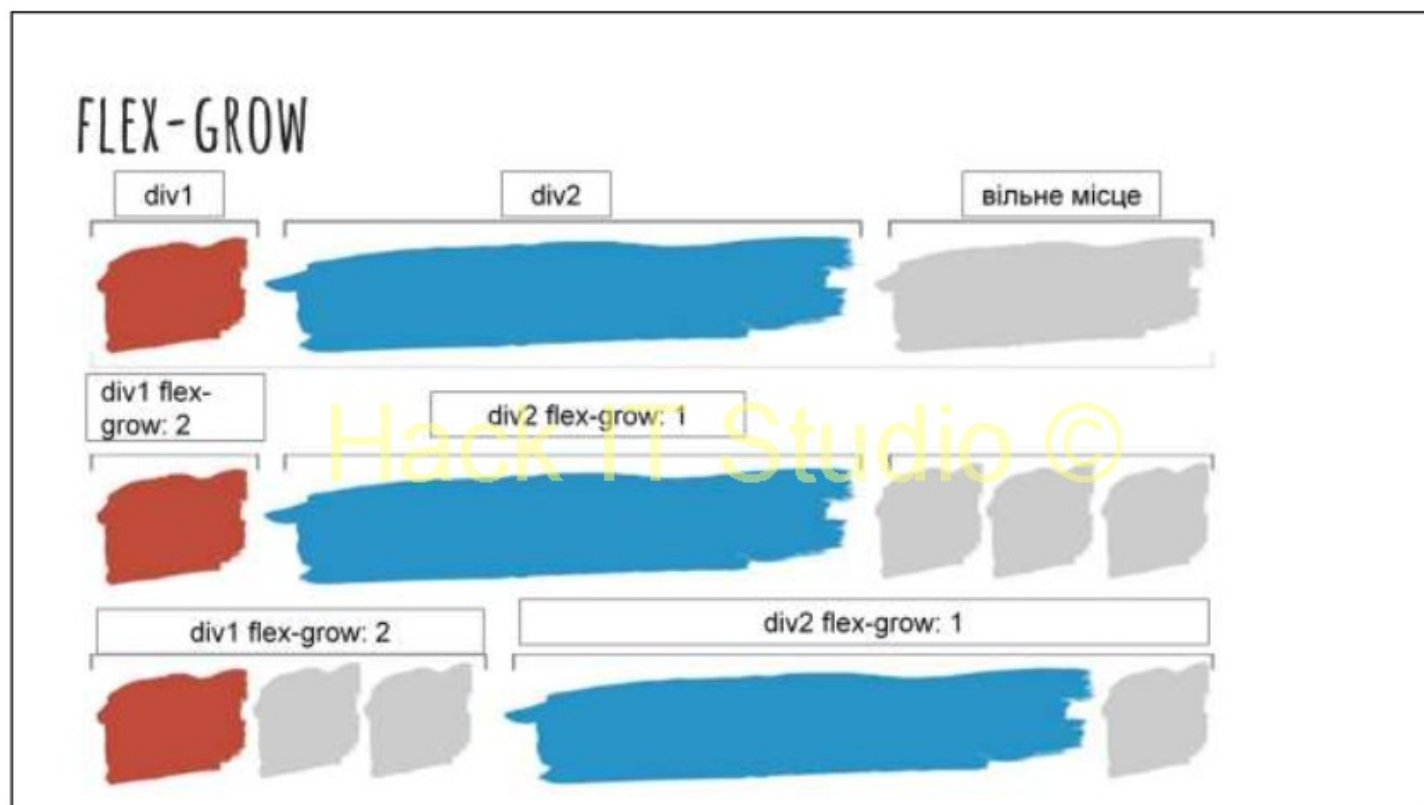 FLEX-GROW
div1
div2
вільне місце
div1 flex-
grow: 2
div2 flex-grow: 1
Hack IT Studio ©
div1 flex-grow: 2
div2 flex-grow: 1